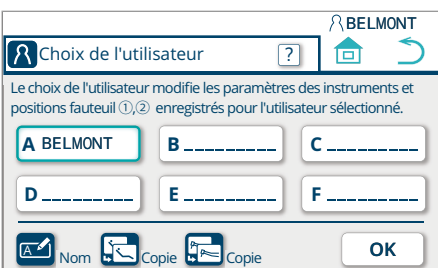 BELMONT
Choix de l'utilisateur ?
Le choix de l'utilisateur modifie les paramètres des instruments et
positions fauteuil ①,② enregistrés pour l'utilisateur sélectionné.
A BELMONT B _________ C _________
D _________ E _________ F _________
A Nom Copie Copie OK